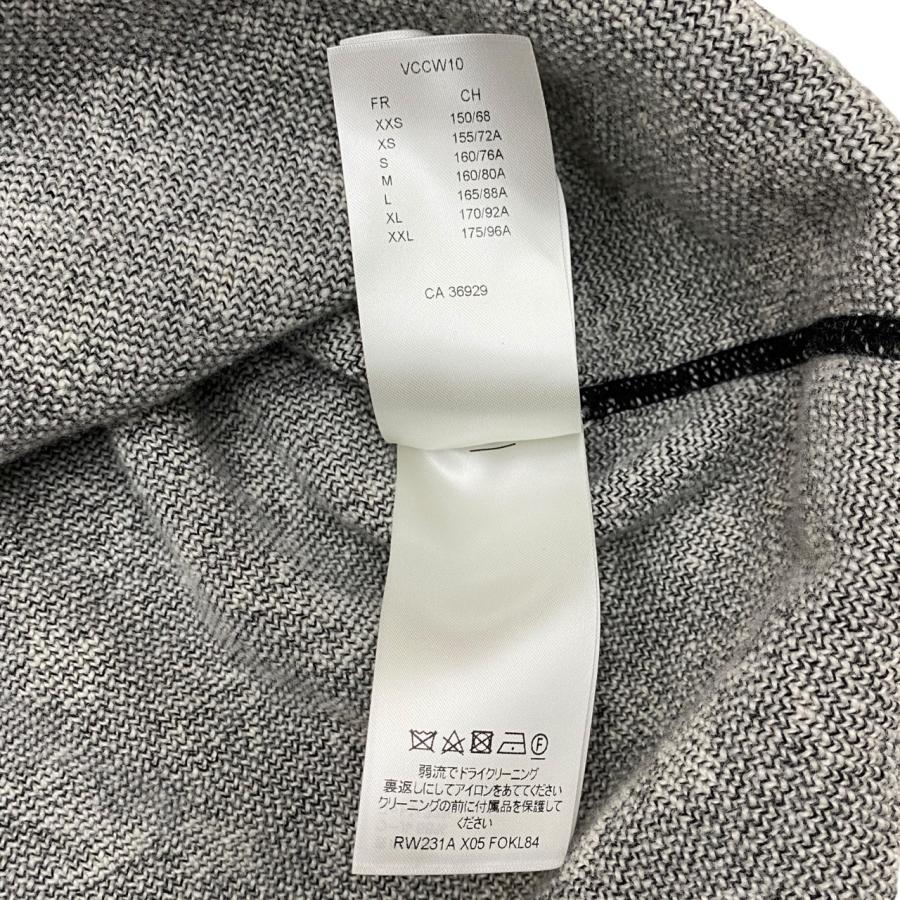 VCCW10
FR CH
XXS 150/68
XS 155/72A
S 160/76A
M 160/80A
L 165/88A
XL 170/92A
XXL 175/96A
CA 36929
F
弱流でドライクリーニング
裏返しにしてアイロンをあててください
クリーニングの前に付属品を保護して
ください
RW231A X05 FOKL84